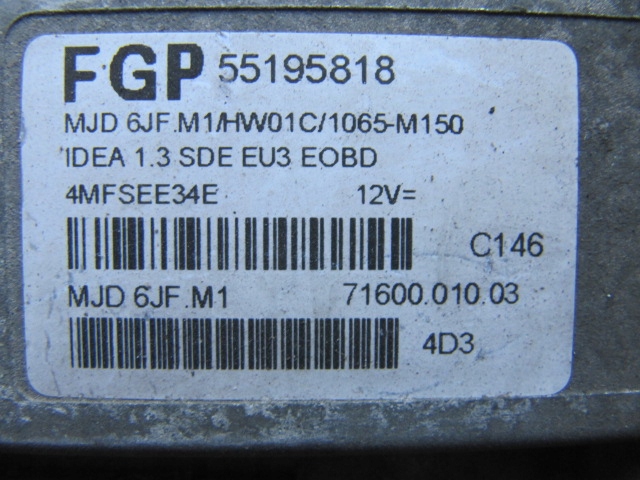 FGP 55195818
MJD 6JF.M1/HW01C/1065-M150
IDEA 1.3 SDE EU3 EOBD
4MFSEE34E 12V=
C146
MJD 6JF.M1 71600.010.03
4D3